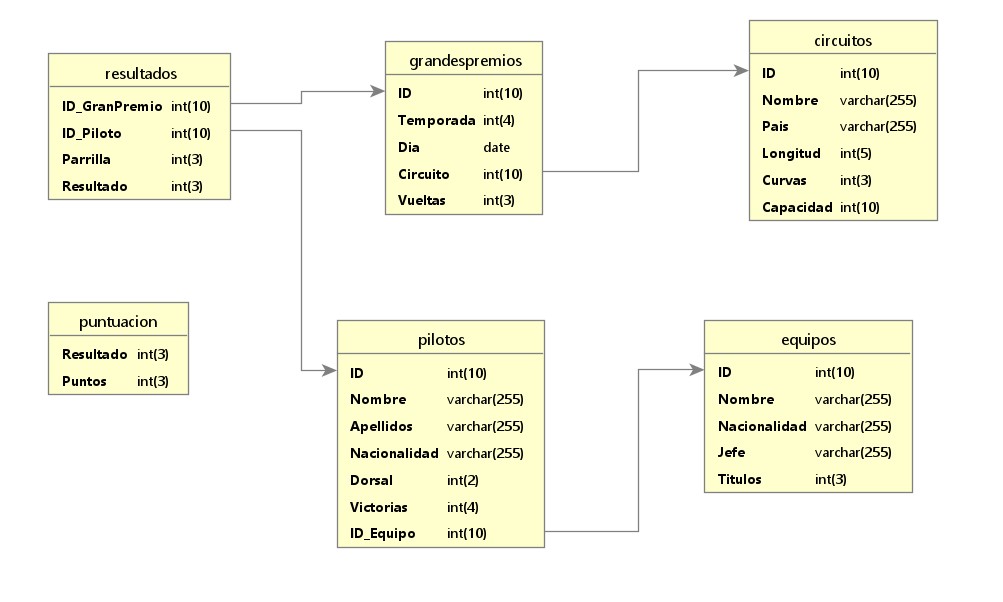 resultados
ID_GranPremio int(10)
ID_Piloto int(10)
Parrilla int(3)
Resultado int(3)
grandespremios
ID int(10)
Temporada int(4)
Dia date
Circuito int(10)
Vueltas int(3)
circuitos
ID int(10)
Nombre varchar(255)
Pais varchar(255)
Longitud int(5)
Curvas int(3)
Capacidad int(10)
puntuacion
Resultado int(3)
Puntos int(3)
pilotos
ID int(10)
Nombre varchar(255)
Apellidos varchar(255)
Nacionalidad varchar(255)
Dorsal int(2)
Victorias int(4)
ID_Equipo int(10)
equipos
ID int(10)
Nombre varchar(255)
Nacionalidad varchar(255)
Jefe varchar(255)
Titulos int(3)